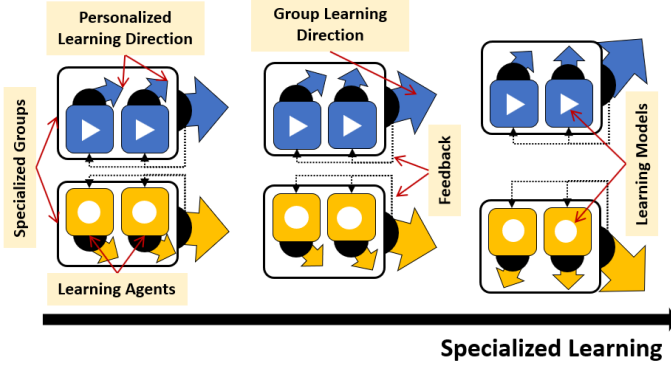 Personalized
Learning Direction
Group Learning
Direction
Specialized Groups
Feedback
Learning Models
Learning Agents
Specialized Learning